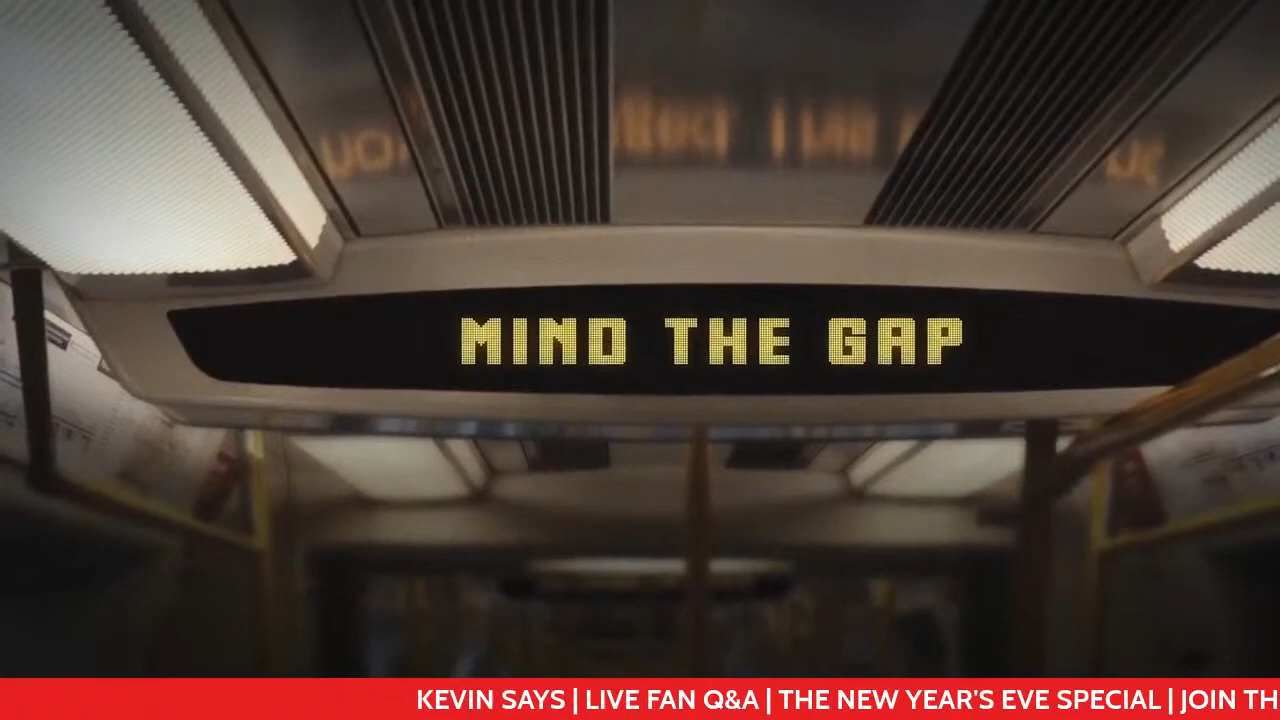 MIND THE GAP
KEVIN SAYS | LIVE FAN Q&A | THE NEW YEAR'S EVE SPECIAL | JOIN TH